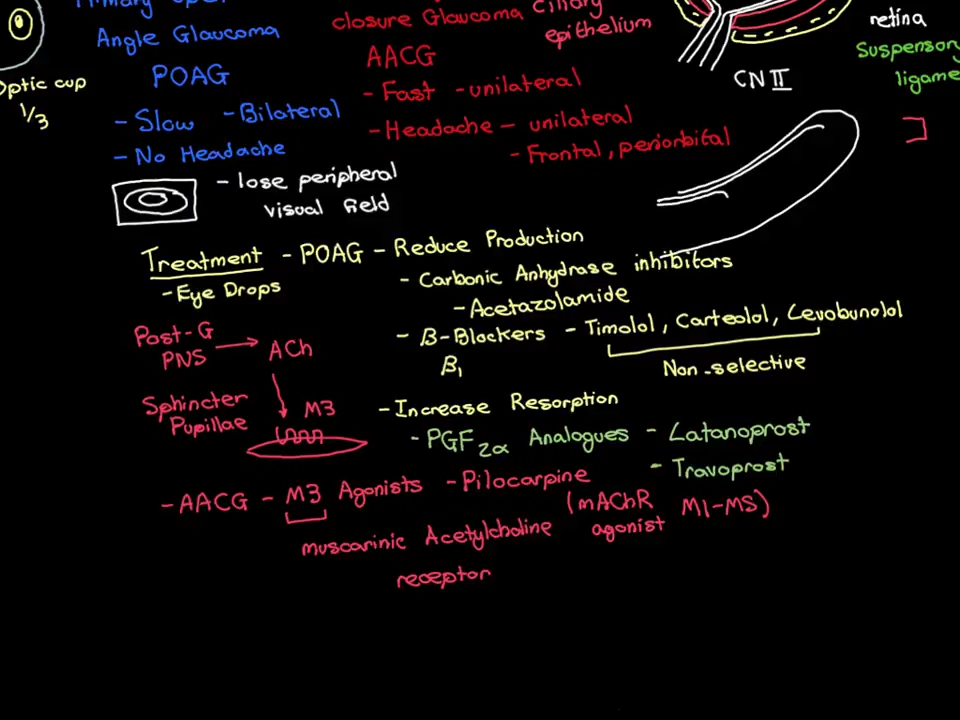 Angle Glaucoma
POAG
- Slow - Bilateral
- No Headache
- lose peripheral
visual field
Optic cup
1/3
closure Glaucoma
AACG
- Fast - unilateral
- Headache - unilateral
- Frontal, periorbital
ciliary
epithelium
CN II
retina
Suspensory
ligame
Treatment - POAG - Reduce Production
- Eye Drops
- Carbonic Anhydrase inhibitors
- Acetazolamide
- β-Blockers - Timolol, Carteolol, Levobunolol
β1
Non-selective
Post-G
PNS → ACh
Sphincter
Pupillae
M3
- Increase Resorption
- PGF2α Analogues - Latanoprost
- Travoprost
- AACG - M3 Agonists - Pilocarpine
(mAChR M1-M5)
agonist
muscarinic Acetylcholine
receptor